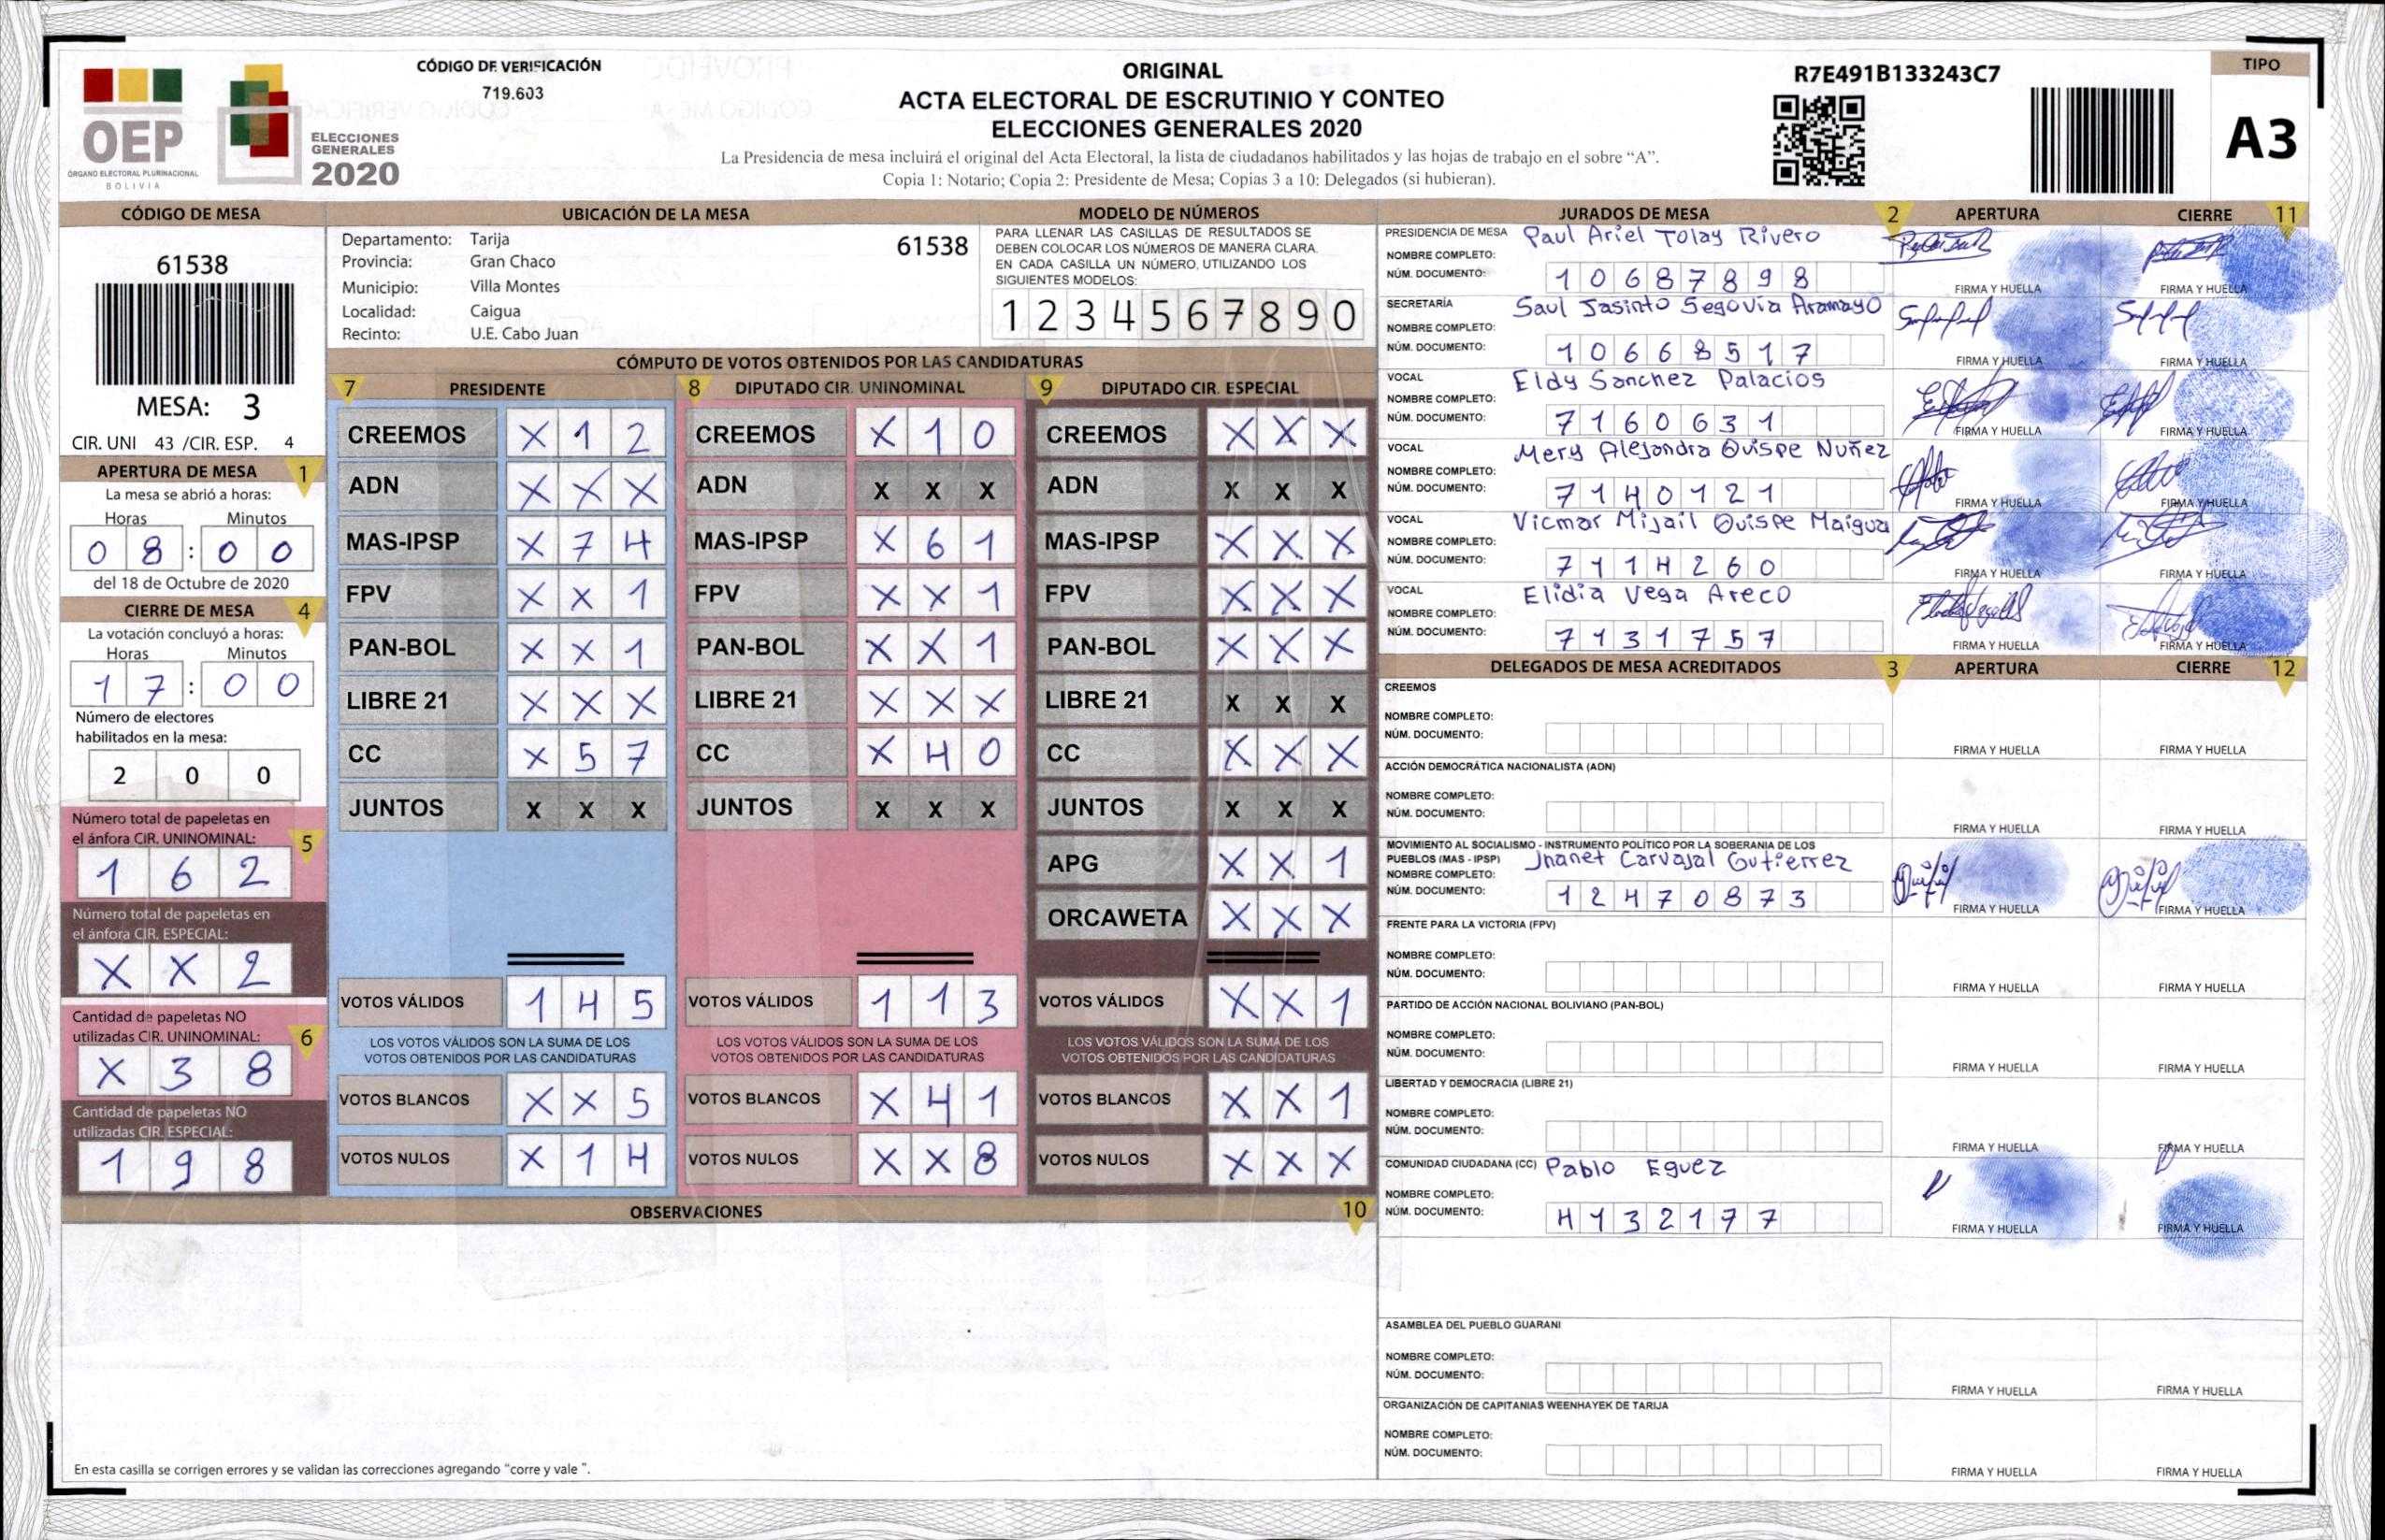 CÓDIGO DE VERIFICACIÓN
719.603
OEP
ÓRGANO ELECTORAL PLURINACIONAL
BOLIVIA
ELECCIONES
GENERALES
2020
ORIGINAL
ACTA ELECTORAL DE ESCRUTINIO Y CONTEO
ELECCIONES GENERALES 2020
La Presidencia de mesa incluirá el original del Acta Electoral, la lista de ciudadanos habilitados y las hojas de trabajo en el sobre “A”.
Copia 1: Notario; Copia 2: Presidente de Mesa; Copias 3 a 10: Delegados (si hubieran).
R7E491B133243C7
TIPO
A3
CÓDIGO DE MESA
61538
MESA: 3
CIR. UNI 43 /CIR. ESP. 4
APERTURA DE MESA 1
La mesa se abrió a horas:
Horas Minutos
0 8 : 0 0
del 18 de Octubre de 2020
CIERRE DE MESA 4
La votación concluyó a horas:
Horas Minutos
1 7 : 0 0
Número de electores
habilitados en la mesa:
2 0 0
Número total de papeletas en
el ánfora CIR. UNINOMINAL: 5
1 6 2
Número total de papeletas en
el ánfora CIR. ESPECIAL:
X X 2
Cantidad de papeletas NO
utilizadas CIR. UNINOMINAL: 6
X 3 8
Cantidad de papeletas NO
utilizadas CIR. ESPECIAL:
1 9 8
UBICACIÓN DE LA MESA
Departamento: Tarija 61538
Provincia: Gran Chaco
Municipio: Villa Montes
Localidad: Caigua
Recinto: U.E. Cabo Juan
MODELO DE NÚMEROS
PARA LLENAR LAS CASILLAS DE RESULTADOS SE
DEBEN COLOCAR LOS NÚMEROS DE MANERA CLARA.
EN CADA CASILLA UN NÚMERO, UTILIZANDO LOS
SIGUIENTES MODELOS:
1 2 3 4 5 6 7 8 9 0
CÓMPUTO DE VOTOS OBTENIDOS POR LAS CANDIDATURAS
7 PRESIDENTE
CREEMOS X 1 2
ADN X X X
MAS-IPSP X 7 4
FPV X X 1
PAN-BOL X X 1
LIBRE 21 X X X
CC X 5 7
JUNTOS X X X
VOTOS VÁLIDOS 1 4 5
LOS VOTOS VÁLIDOS SON LA SUMA DE LOS
VOTOS OBTENIDOS POR LAS CANDIDATURAS
VOTOS BLANCOS X X 5
VOTOS NULOS X 1 4
8 DIPUTADO CIR. UNINOMINAL
CREEMOS X 1 0
ADN X X X
MAS-IPSP X 6 1
FPV X X 1
PAN-BOL X X 1
LIBRE 21 X X X
CC X 4 0
JUNTOS X X X
VOTOS VÁLIDOS 1 1 3
LOS VOTOS VÁLIDOS SON LA SUMA DE LOS
VOTOS OBTENIDOS POR LAS CANDIDATURAS
VOTOS BLANCOS X 4 1
VOTOS NULOS X X 8
9 DIPUTADO CIR. ESPECIAL
CREEMOS X X X
ADN X X X
MAS-IPSP X X X
FPV X X X
PAN-BOL X X X
LIBRE 21 X X X
CC X X X
JUNTOS X X X
APG X X 1
ORCAWETA X X X
VOTOS VÁLIDOS X X 1
LOS VOTOS VÁLIDOS SON LA SUMA DE LOS
VOTOS OBTENIDOS POR LAS CANDIDATURAS
VOTOS BLANCOS X X 1
VOTOS NULOS X X X
OBSERVACIONES 10
En esta casilla se corrigen errores y se validan las correcciones agregando “corre y vale ”.
JURADOS DE MESA 2 APERTURA CIERRE 11
PRESIDENCIA DE MESA Paul Ariel Tolay Rivero
NOMBRE COMPLETO:
NÚM. DOCUMENTO: 1 0 6 8 7 8 9 8
FIRMA Y HUELLA FIRMA Y HUELLA
SECRETARÍA Saul Jasinto Segovia Aramayo
NOMBRE COMPLETO:
NÚM. DOCUMENTO: 1 0 6 6 8 5 1 7
FIRMA Y HUELLA FIRMA Y HUELLA
VOCAL Eldy Sanchez Palacios
NOMBRE COMPLETO:
NÚM. DOCUMENTO: 7 1 6 0 6 3 1
FIRMA Y HUELLA FIRMA Y HUELLA
VOCAL Mery Alejandra Quispe Nuñez
NOMBRE COMPLETO:
NÚM. DOCUMENTO: 7 1 4 0 1 2 1
FIRMA Y HUELLA FIRMA Y HUELLA
VOCAL Vicmar Mijail Quispe Maigua
NOMBRE COMPLETO:
NÚM. DOCUMENTO: 7 1 1 4 2 6 0
FIRMA Y HUELLA FIRMA Y HUELLA
VOCAL Elidia Vega Areco
NOMBRE COMPLETO:
NÚM. DOCUMENTO: 7 1 3 1 7 5 7
FIRMA Y HUELLA FIRMA Y HUELLA
DELEGADOS DE MESA ACREDITADOS 3 APERTURA CIERRE 12
CREEMOS
NOMBRE COMPLETO:
NÚM. DOCUMENTO:
FIRMA Y HUELLA FIRMA Y HUELLA
ACCIÓN DEMOCRÁTICA NACIONALISTA (ADN)
NOMBRE COMPLETO:
NÚM. DOCUMENTO:
FIRMA Y HUELLA FIRMA Y HUELLA
MOVIMIENTO AL SOCIALISMO - INSTRUMENTO POLÍTICO POR LA SOBERANIA DE LOS
PUEBLOS (MAS - IPSP) Jhanet Carvajal Gutierrez
NOMBRE COMPLETO:
NÚM. DOCUMENTO: 1 2 4 7 0 8 7 3
FIRMA Y HUELLA FIRMA Y HUELLA
FRENTE PARA LA VICTORIA (FPV)
NOMBRE COMPLETO:
NÚM. DOCUMENTO:
FIRMA Y HUELLA FIRMA Y HUELLA
PARTIDO DE ACCIÓN NACIONAL BOLIVIANO (PAN-BOL)
NOMBRE COMPLETO:
NÚM. DOCUMENTO:
FIRMA Y HUELLA FIRMA Y HUELLA
LIBERTAD Y DEMOCRACIA (LIBRE 21)
NOMBRE COMPLETO:
NÚM. DOCUMENTO:
FIRMA Y HUELLA FIRMA Y HUELLA
COMUNIDAD CIUDADANA (CC) Pablo Eguez
NOMBRE COMPLETO:
NÚM. DOCUMENTO: 4 1 3 2 1 7 7
FIRMA Y HUELLA FIRMA Y HUELLA
ASAMBLEA DEL PUEBLO GUARANI
NOMBRE COMPLETO:
NÚM. DOCUMENTO:
FIRMA Y HUELLA FIRMA Y HUELLA
ORGANIZACIÓN DE CAPITANIAS WEENHAYEK DE TARIJA
NOMBRE COMPLETO:
NÚM. DOCUMENTO:
FIRMA Y HUELLA FIRMA Y HUELLA